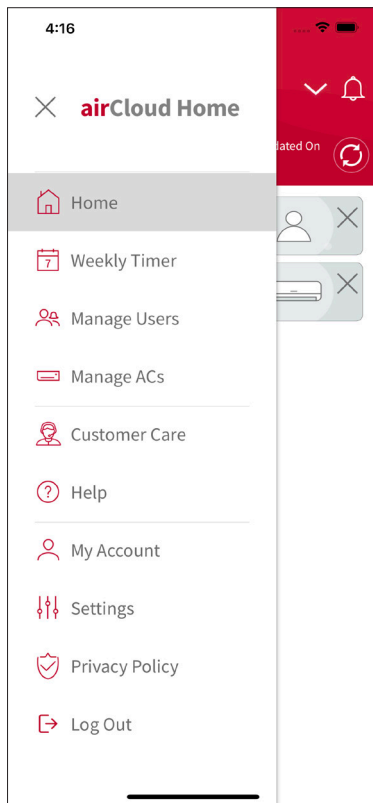 4:16
airCloud Home
dated On
Home
7
Weekly Timer
Manage Users
Manage ACs
Customer Care
?
Help
My Account
Settings
Privacy Policy
Log Out